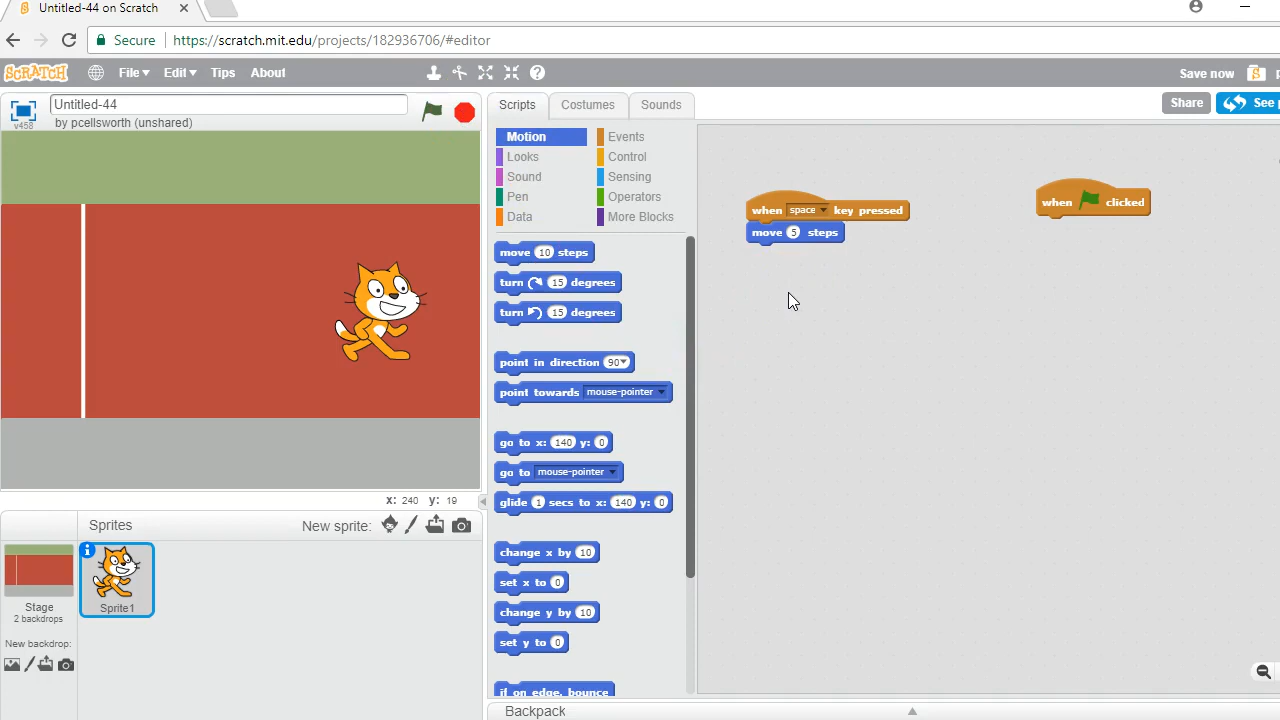 Untitled-44 on Scratch
Secure https://scratch.mit.edu/projects/182936706/#editor
SCRATCH File Edit Tips About Save now
Untitled-44
by pcellsworth (unshared)
v458
Scripts Costumes Sounds Share See
Motion Events
Looks Control
Sound Sensing
Pen Operators
Data More Blocks
when space key pressed
move 5 steps
when clicked
move 10 steps
turn 15 degrees
turn 15 degrees
point in direction 90
point towards mouse-pointer
go to x: 140 y: 0
go to mouse-pointer
glide 1 secs to x: 140 y: 0
change x by 10
set x to 0
change y by 10
set y to 0
if on edge, bounce
x: 240 y: 19
Sprites New sprite:
Stage
2 backdrops
New backdrop:
Sprite1
Backpack